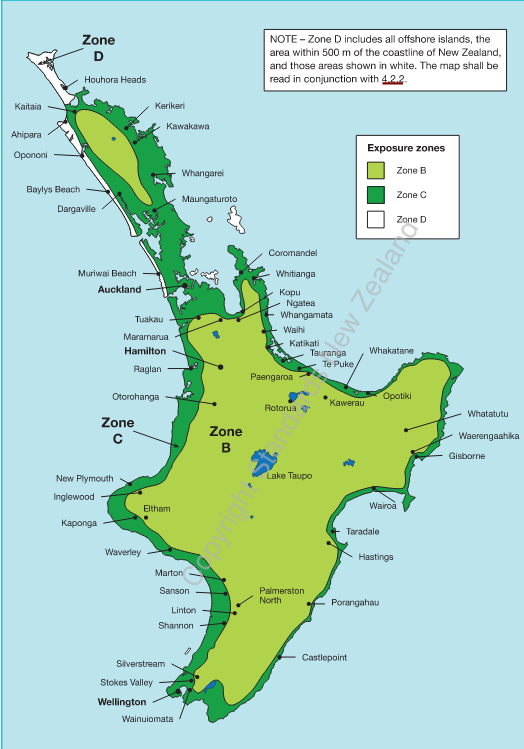 NOTE – Zone D includes all offshore islands, the
area within 500 m of the coastline of New Zealand,
and those areas shown in white. The map shall be
read in conjunction with 4.2.2.
Zone
D
Houhora Heads
Kaitaia
Kerikeri
Ahipara
Kawakawa
Opononi
Exposure zones
Zone B
Zone C
Zone D
Whangarei
Baylys Beach
Maungaturoto
Dargaville
Coromandel
Muriwai Beach
Whitianga
Auckland
Kopu
Ngatea
Whangamata
Tuakau
Waihi
Maramarua
Katikati
Hamilton
Tauranga
Whakatane
Raglan
Te Puke
Paengaroa
Otorohanga
Rotorua
Kawerau
Opotiki
Zone
C
Zone
B
Whatatutu
Waerengaahika
Gisborne
New Plymouth
Lake Taupo
Inglewood
Eltham
Wairoa
Kaponga
Taradale
Waverley
Hastings
Marton
Sanson
Palmerston
North
Linton
Porangahau
Shannon
Castlepoint
Silverstream
Stokes Valley
Wellington
Wainuiomata